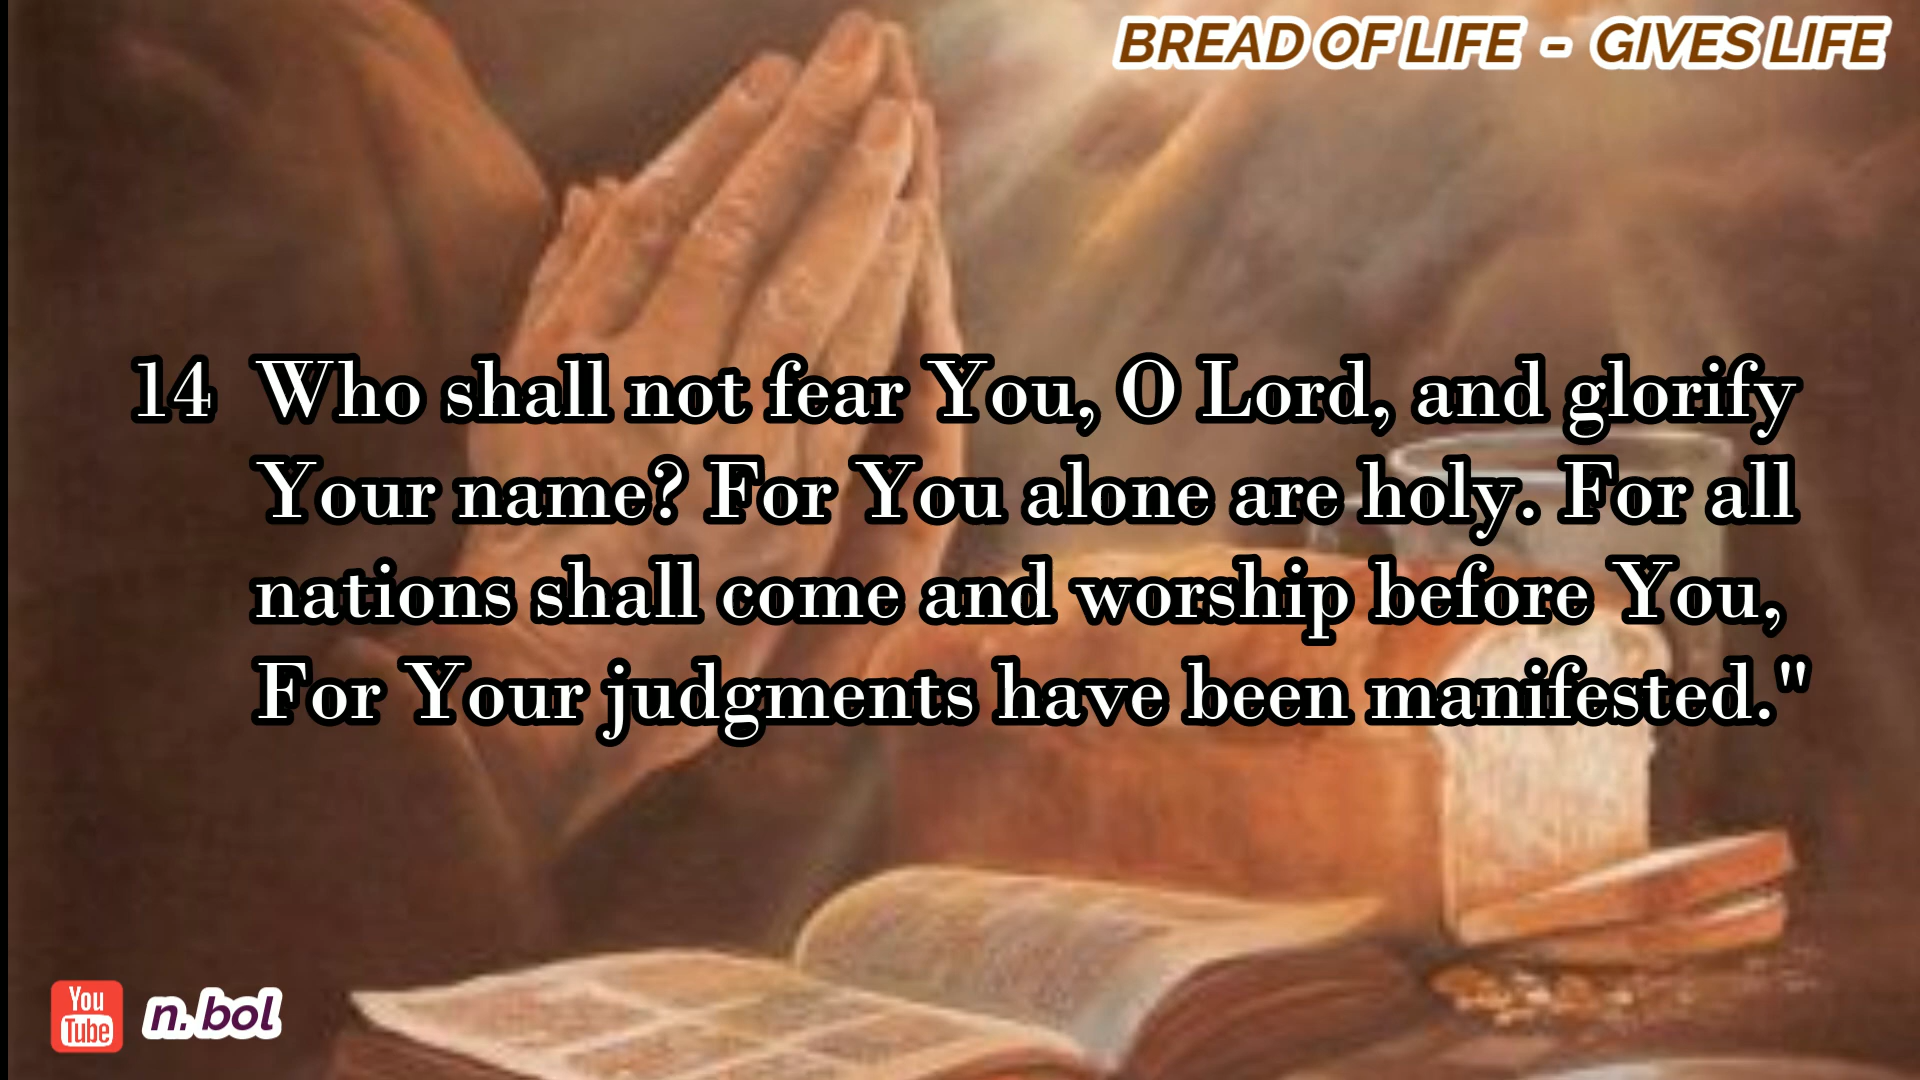 BREAD OF LIFE - GIVES LIFE
14 Who shall not fear You, O Lord, and glorify
Your name? For You alone are holy. For all
nations shall come and worship before You,
For Your judgments have been manifested."
You
Tube
n.bol